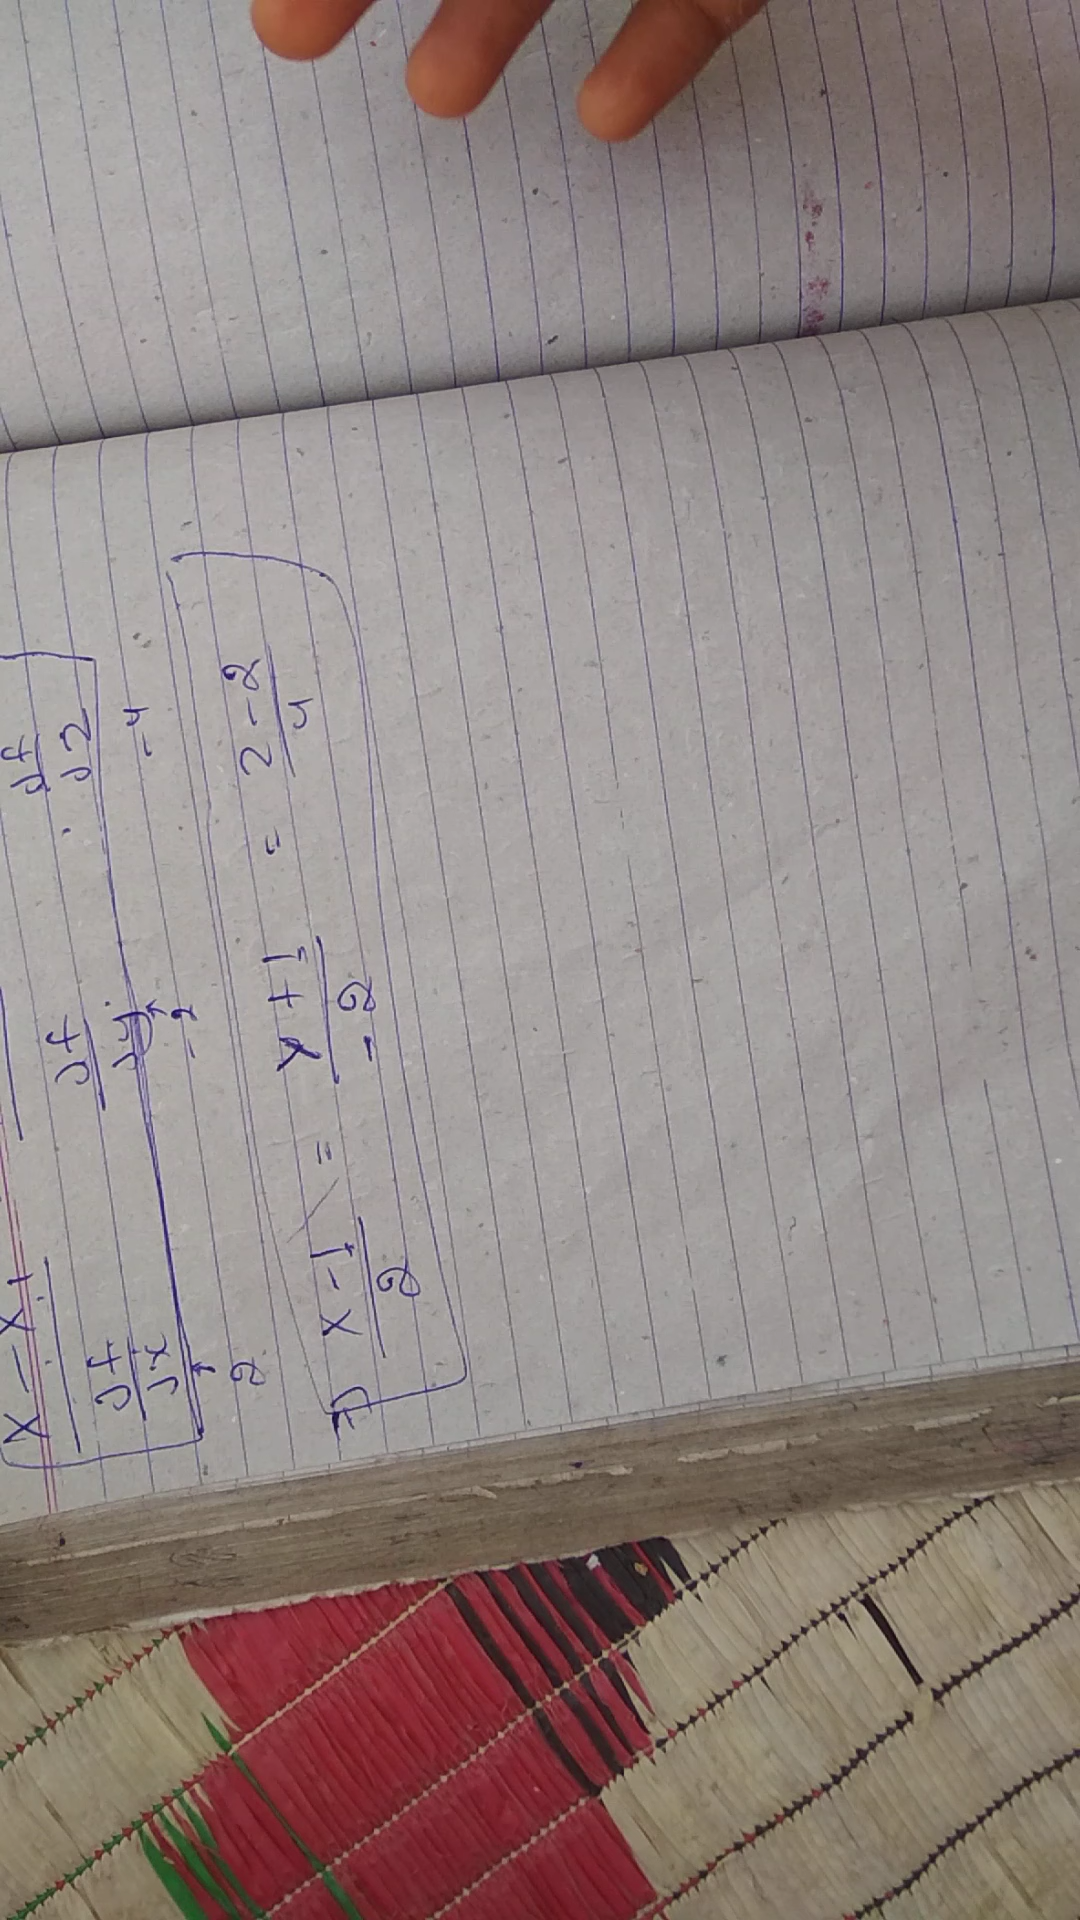 x - x₁
∂f/∂x ∂f/∂y . ∂f/∂z
2 -2 -4
⇒ x - 1 / 2 = y + 1 / -2 = z - 2 / 4